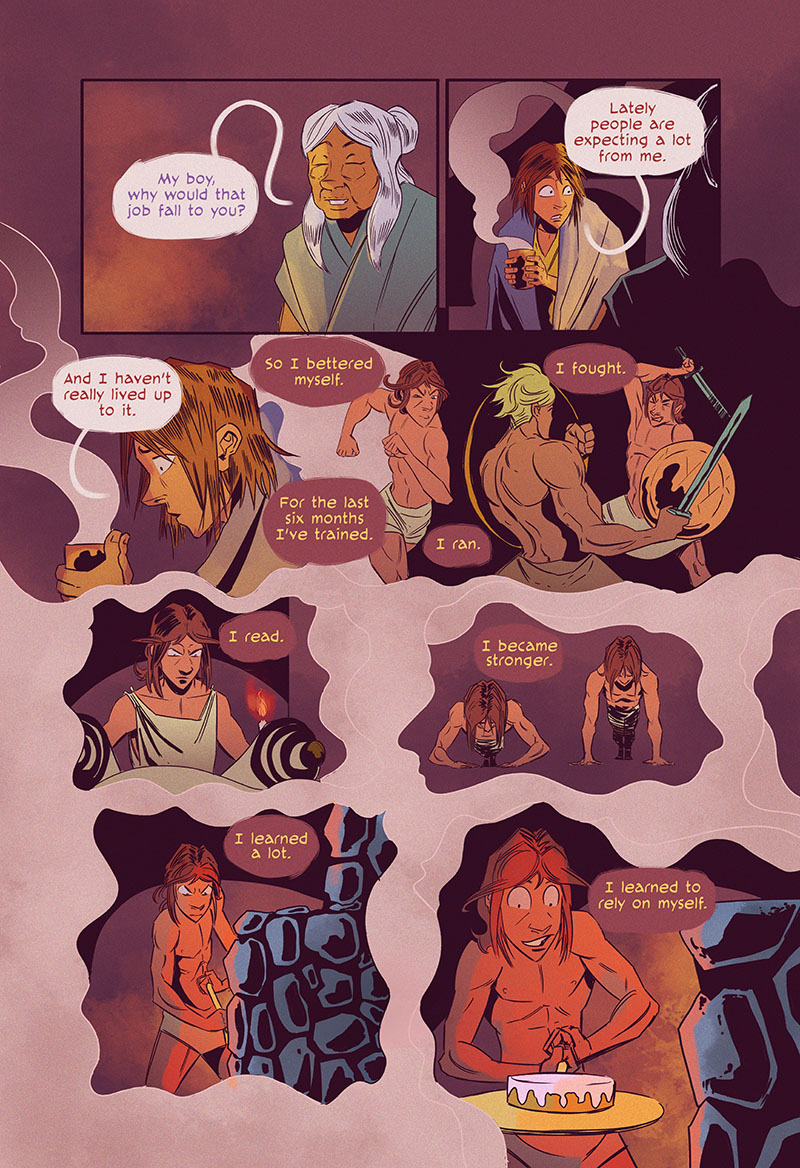 My boy,
why would that
job fall to you?
Lately
people are
expecting a lot
from me.
And I haven't
really lived up
to it.
So I bettered
myself.
For the last
six months
I've trained.
I ran.
I fought.
I read.
I became
stronger.
I learned
a lot.
I learned to
rely on myself.